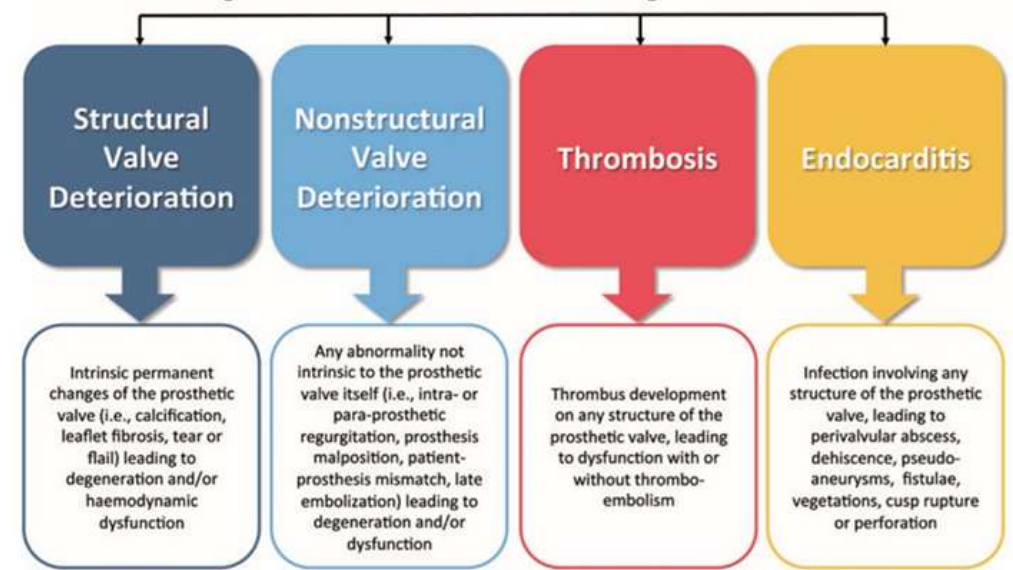 Structural
Valve
Deterioration
Nonstructural
Valve
Deterioration
Thrombosis
Endocarditis
Intrinsic permanent
changes of the prosthetic
valve (i.e., calcification,
leaflet fibrosis, tear or
flail) leading to
degeneration and/or
haemodynamic
dysfunction
Any abnormality not
intrinsic to the prosthetic
valve itself (i.e., intra- or
para-prosthetic
regurgitation, prosthesis
malposition, patient-
prosthesis mismatch, late
embolization) leading to
degeneration and/or
dysfunction
Thrombus development
on any structure of the
prosthetic valve, leading
to dysfunction with or
without thrombo-
embolism
Infection involving any
structure of the prosthetic
valve, leading to
perivalvular abscess,
dehiscence, pseudo-
aneurysms, fistulae,
vegetations, cusp rupture
or perforation